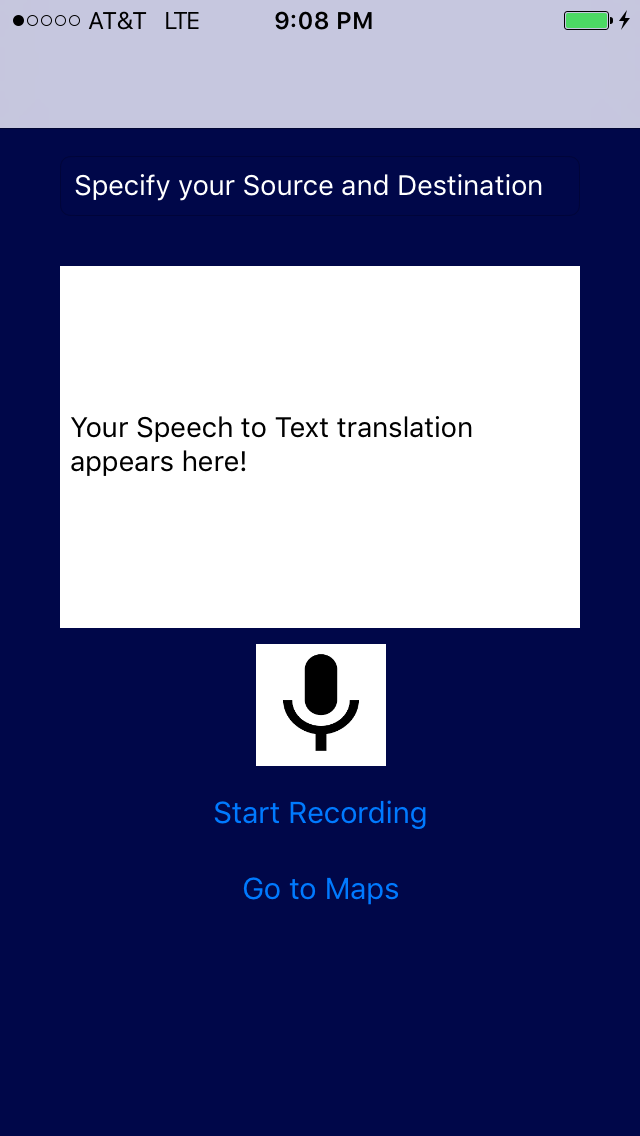 AT&T LTE 9:08 PM
Specify your Source and Destination
Your Speech to Text translation
appears here!
Start Recording
Go to Maps